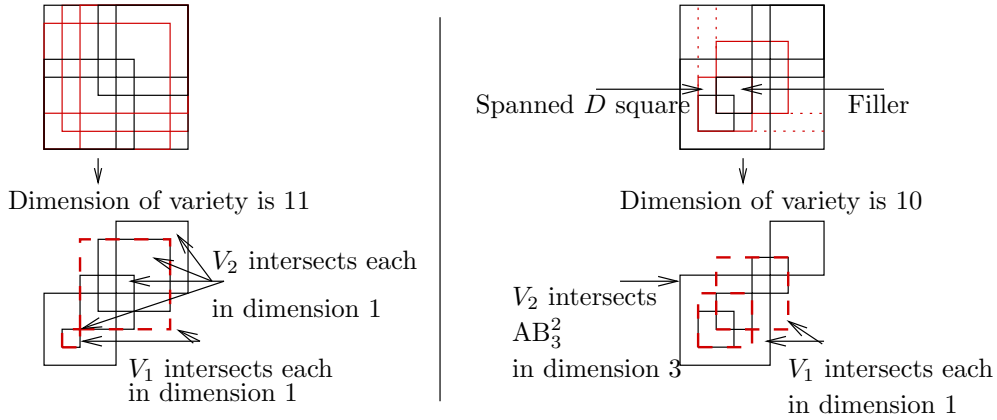 Spanned D square
Filler
Dimension of variety is 11
Dimension of variety is 10
V₂ intersects each
in dimension 1
V₁ intersects each
in dimension 1
V₂ intersects
AB₃²
in dimension 3
V₁ intersects each
in dimension 1